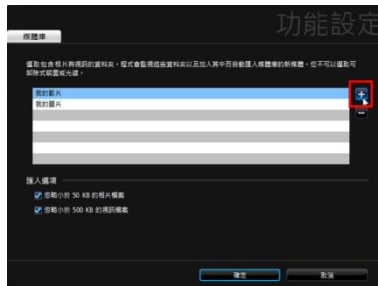 功能設定
媒體庫
選取包含相片與視訊的資料夾。程式會監視這些資料夾以及加入其中而自動匯入媒體庫的新媒體。您不可以選取可
卸除式裝置或光碟。
我的影片
我的圖片
匯入選項
忽略小於 50 KB 的相片檔案
忽略小於 500 KB 的視訊檔案
確定
取消